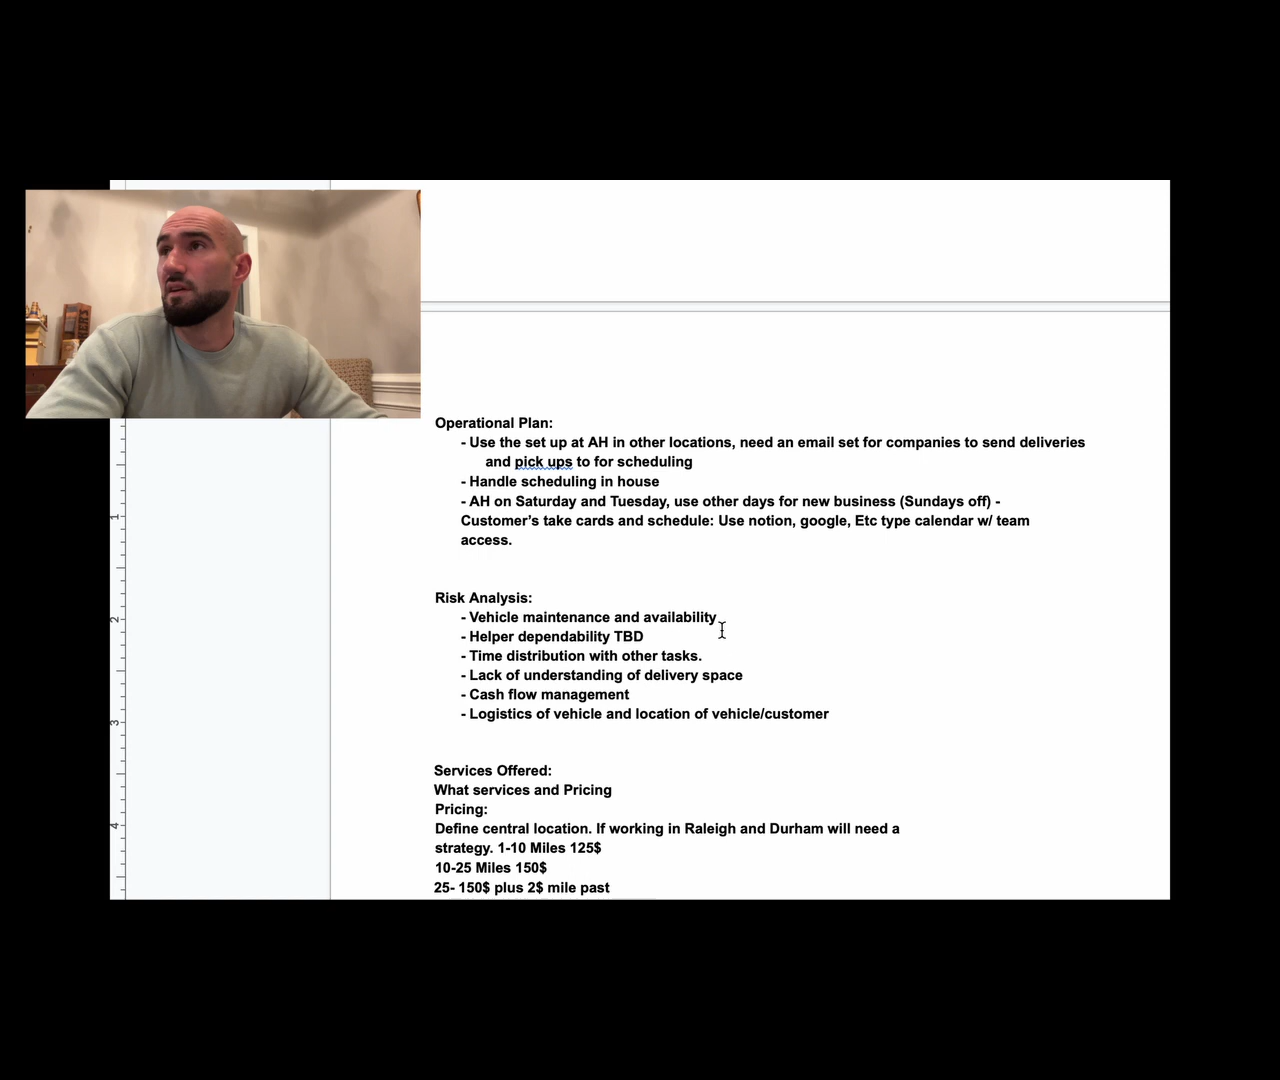 Operational Plan:
- Use the set up at AH in other locations, need an email set for companies to send deliveries
and pick ups to for scheduling
- Handle scheduling in house
- AH on Saturday and Tuesday, use other days for new business (Sundays off) -
Customer’s take cards and schedule: Use notion, google, Etc type calendar w/ team
access.
1
Risk Analysis:
2
- Vehicle maintenance and availability
- Helper dependability TBD
- Time distribution with other tasks.
- Lack of understanding of delivery space
- Cash flow management
- Logistics of vehicle and location of vehicle/customer
3
Services Offered:
What services and Pricing
Pricing:
Define central location. If working in Raleigh and Durham will need a
4
strategy. 1-10 Miles 125$
10-25 Miles 150$
25- 150$ plus 2$ mile past